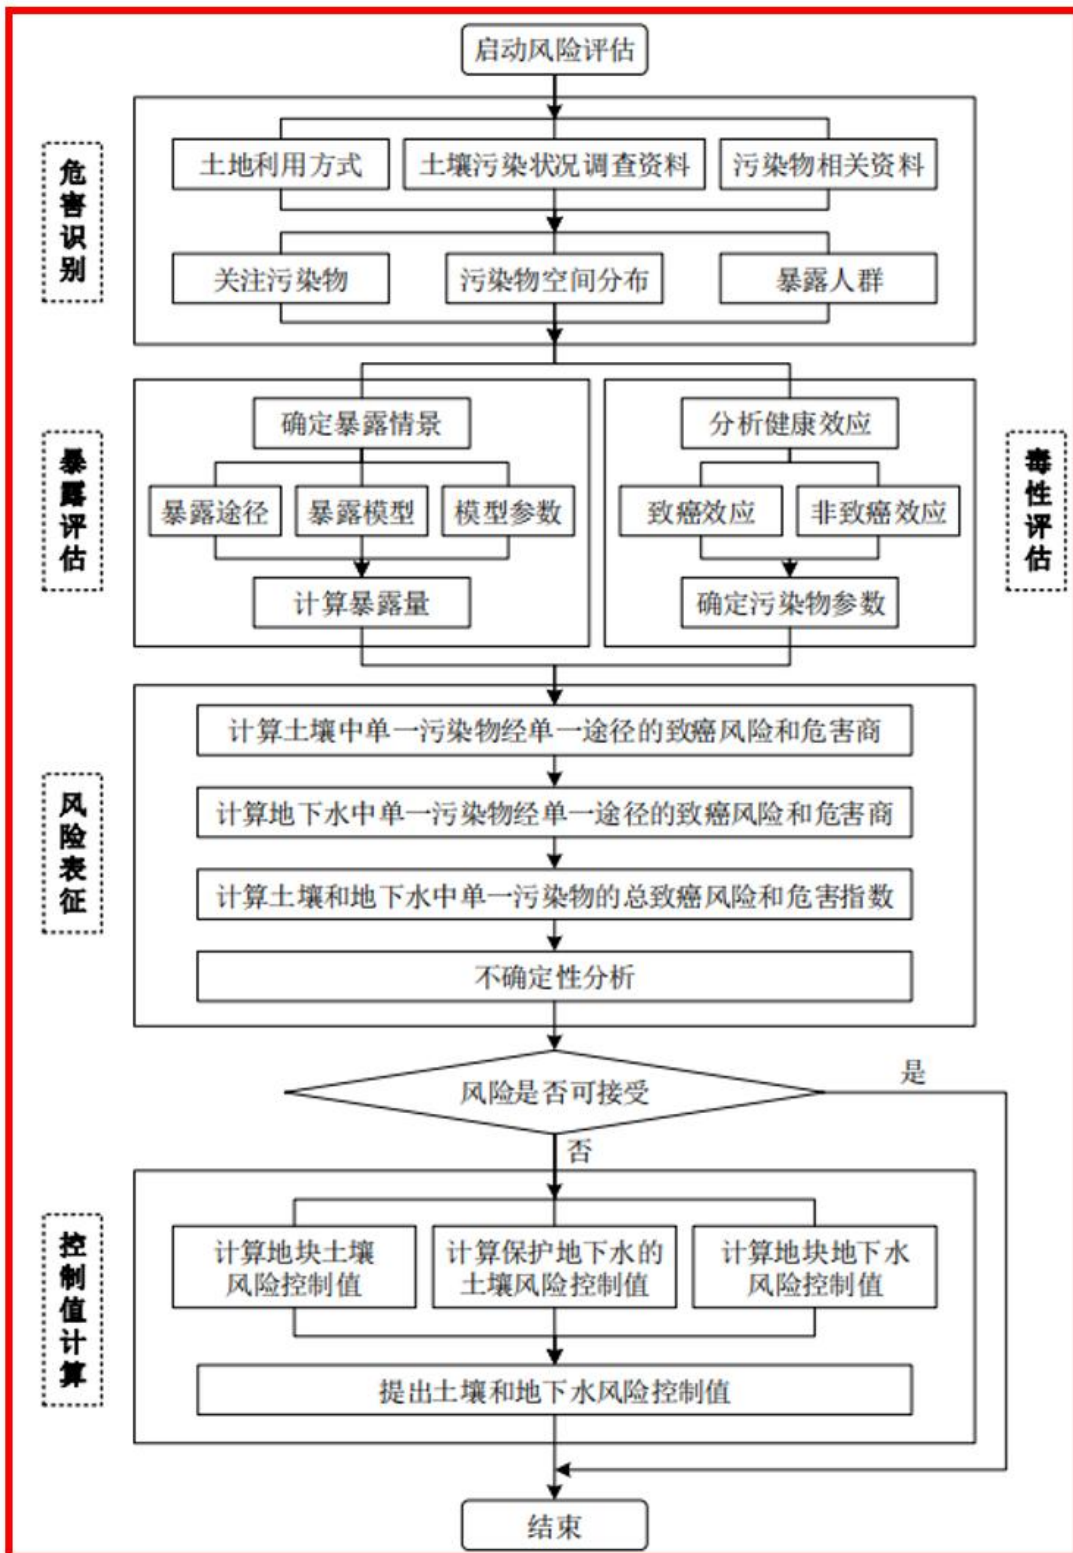 启动风险评估
危害识别
土地利用方式
土壤污染状况调查资料
污染物相关资料
关注污染物
污染物空间分布
暴露人群
暴露评估
确定暴露情景
暴露途径
暴露模型
模型参数
计算暴露量
毒性评估
分析健康效应
致癌效应
非致癌效应
确定污染物参数
风险表征
计算土壤中单一污染物经单一途径的致癌风险和危害商
计算地下水中单一污染物经单一途径的致癌风险和危害商
计算土壤和地下水中单一污染物的总致癌风险和危害指数
不确定性分析
风险是否可接受
是
否
控制值计算
计算地块土壤
风险控制值
计算保护地下水的
土壤风险控制值
计算地块地下水
风险控制值
提出土壤和地下水风险控制值
结束